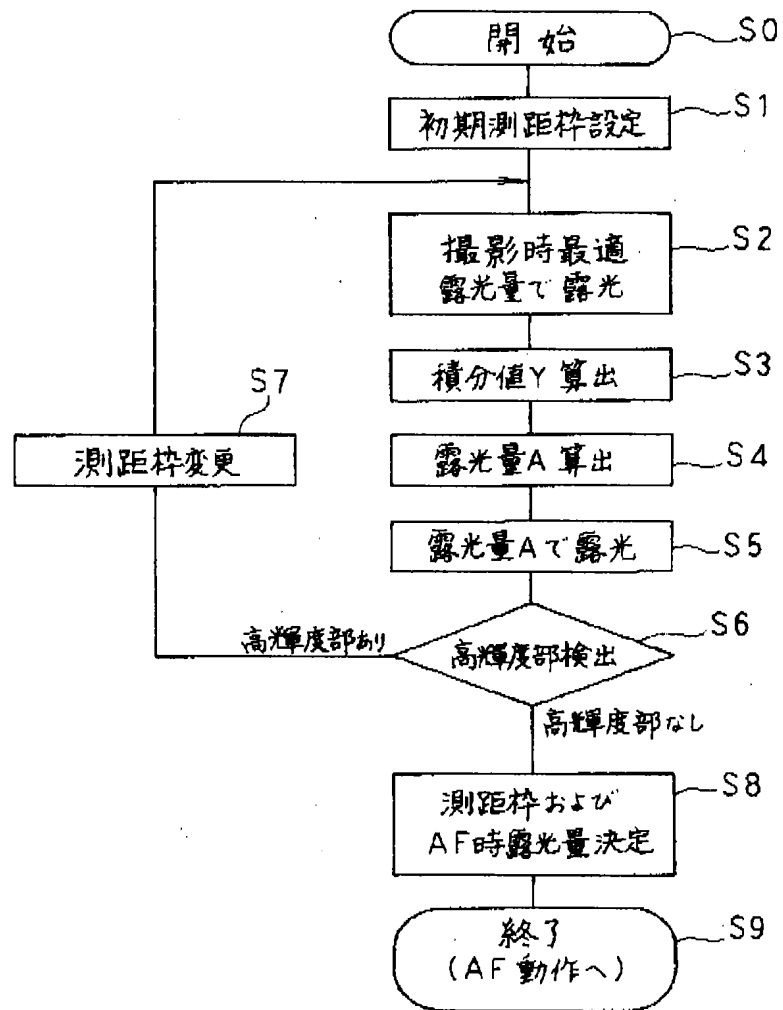 開始
S0
初期測距枠設定
S1
撮影時最適
露光量で露光
S2
積分値Y算出
S3
S7
測距枠変更
露光量A算出
S4
露光量Aで露光
S5
高輝度部あり
高輝度部検出
S6
高輝度部なし
測距枠および
AF時露光量決定
S8
終了
(AF動作へ)
S9